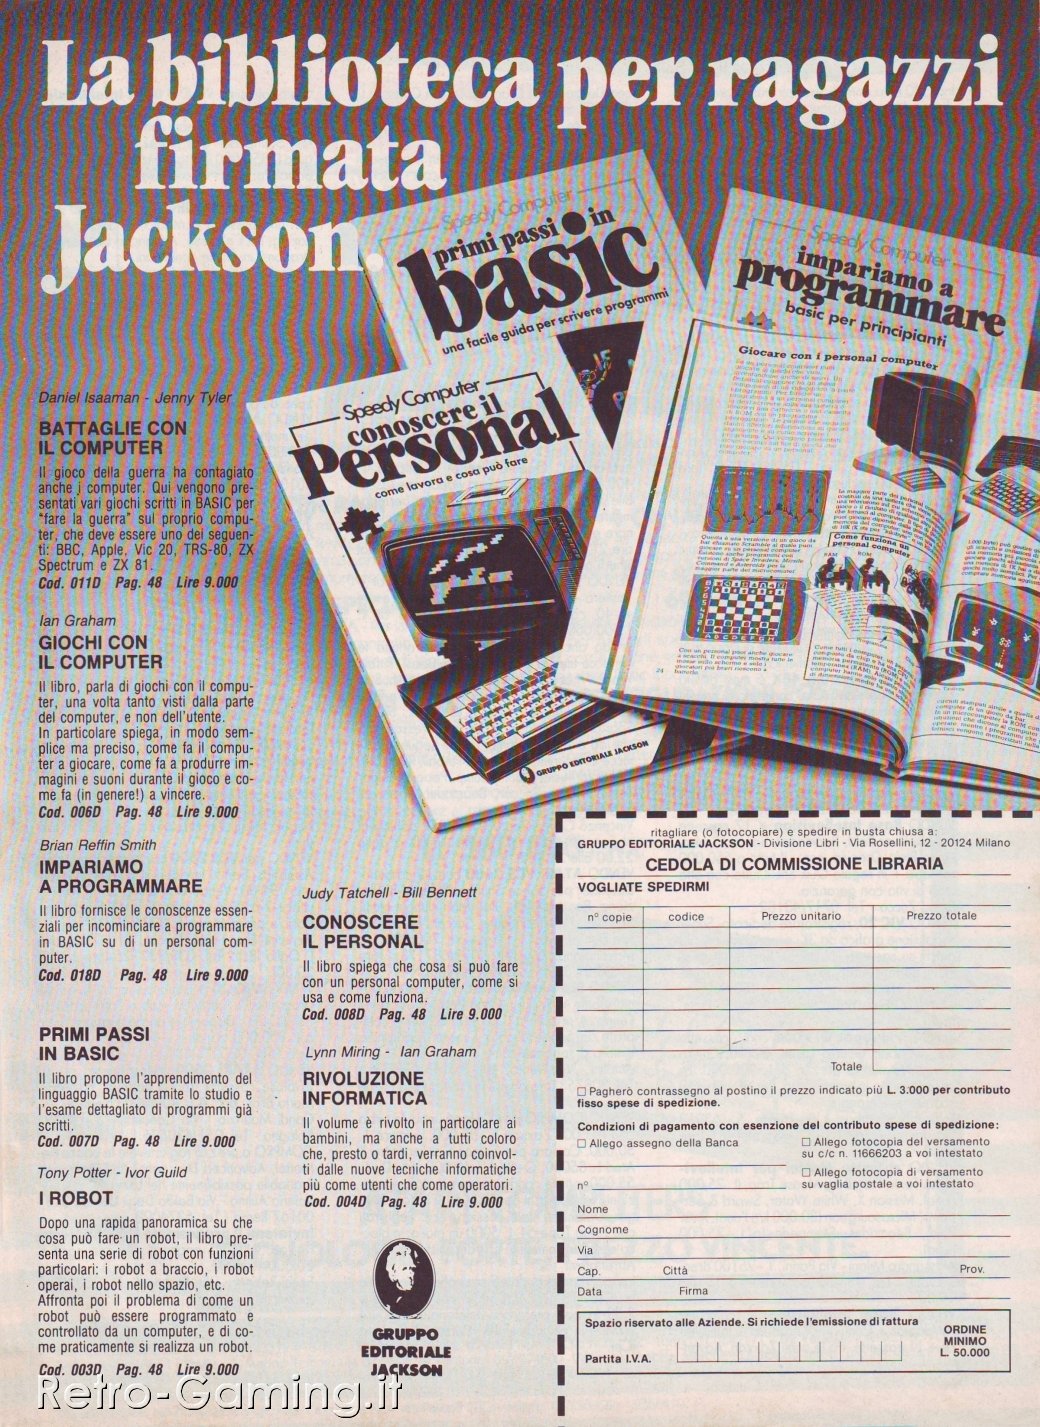 La biblioteca per ragazzi
firmata
Jackson.
Speedy Computer
primi passi in
basic
una facile guida per scrivere programmi
Speedy Computer
impariamo a
programmare
basic per principianti
Speedy Computer
conoscere il
Personal
come lavora e cosa può fare
GRUPPO EDITORIALE JACKSON
Giocare con i personal computer
Come funziona un
personal computer
RAM ROM
24
Daniel Isaaman - Jenny Tyler
BATTAGLIE CON
IL COMPUTER
Il gioco della guerra ha contagiato
anche i computer. Qui vengono pre-
sentati vari giochi scritti in BASIC per
"fare la guerra" sul proprio compu-
ter, che deve essere uno dei seguen-
ti: BBC, Apple, Vic 20, TRS-80, ZX
Spectrum e ZX 81.
Cod. 011D Pag. 48 Lire 9.000
Ian Graham
GIOCHI CON
IL COMPUTER
Il libro, parla di giochi con il compu-
ter, una volta tanto visti dalla parte
del computer, e non dell'utente.
In particolare spiega, in modo sem-
plice ma preciso, come fa il compu-
ter a giocare, come fa a produrre im-
magini e suoni durante il gioco e co-
me fa (in genere!) a vincere.
Cod. 006D Pag. 48 Lire 9.000
Brian Reffin Smith
IMPARIAMO
A PROGRAMMARE
Il libro fornisce le conoscenze essen-
ziali per incominciare a programmare
in BASIC su di un personal com-
puter.
Cod. 018D Pag. 48 Lire 9.000
PRIMI PASSI
IN BASIC
Il libro propone l'apprendimento del
linguaggio BASIC tramite lo studio e
l'esame dettagliato di programmi già
scritti.
Cod. 007D Pag. 48 Lire 9.000
Tony Potter - Ivor Guild
I ROBOT
Dopo una rapida panoramica su che
cosa può fare un robot, il libro pre-
senta una serie di robot con funzioni
particolari: i robot a braccio, i robot
operai, i robot nello spazio, etc.
Affronta poi il problema di come un
robot può essere programmato e
controllato da un computer, e di co-
me praticamente si realizza un robot.
Cod. 003D Pag. 48 Lire 9.000
Judy Tatchell - Bill Bennett
CONOSCERE
IL PERSONAL
Il libro spiega che cosa si può fare
con un personal computer, come si
usa e come funziona.
Cod. 008D Pag. 48 Lire 9.000
Lynn Miring - Ian Graham
RIVOLUZIONE
INFORMATICA
Il volume è rivolto in particolare ai
bambini, ma anche a tutti coloro
che, presto o tardi, verranno coinvol-
ti dalle nuove tecniche informatiche
più come utenti che come operatori.
Cod. 004D Pag. 48 Lire 9.000
GRUPPO
EDITORIALE
JACKSON
ritagliare (o fotocopiare) e spedire in busta chiusa a:
GRUPPO EDITORIALE JACKSON - Divisione Libri - Via Rosellini, 12 - 20124 Milano
CEDOLA DI COMMISSIONE LIBRARIA
VOGLIATE SPEDIRMI
n° copie codice Prezzo unitario Prezzo totale
Totale
Pagherò contrassegno al postino il prezzo indicato più L. 3.000 per contributo
fisso spese di spedizione.
Condizioni di pagamento con esenzione del contributo spese di spedizione:
Allego assegno della Banca
Allego fotocopia del versamento
su c/c n. 11666203 a voi intestato
Allego fotocopia di versamento
su vaglia postale a voi intestato
n°
Nome
Cognome
Via
Cap. Città Prov.
Data Firma
Spazio riservato alle Aziende. Si richiede l'emissione di fattura
Partita I.V.A.
ORDINE
MINIMO
L. 50.000
Retro-Gaming.it